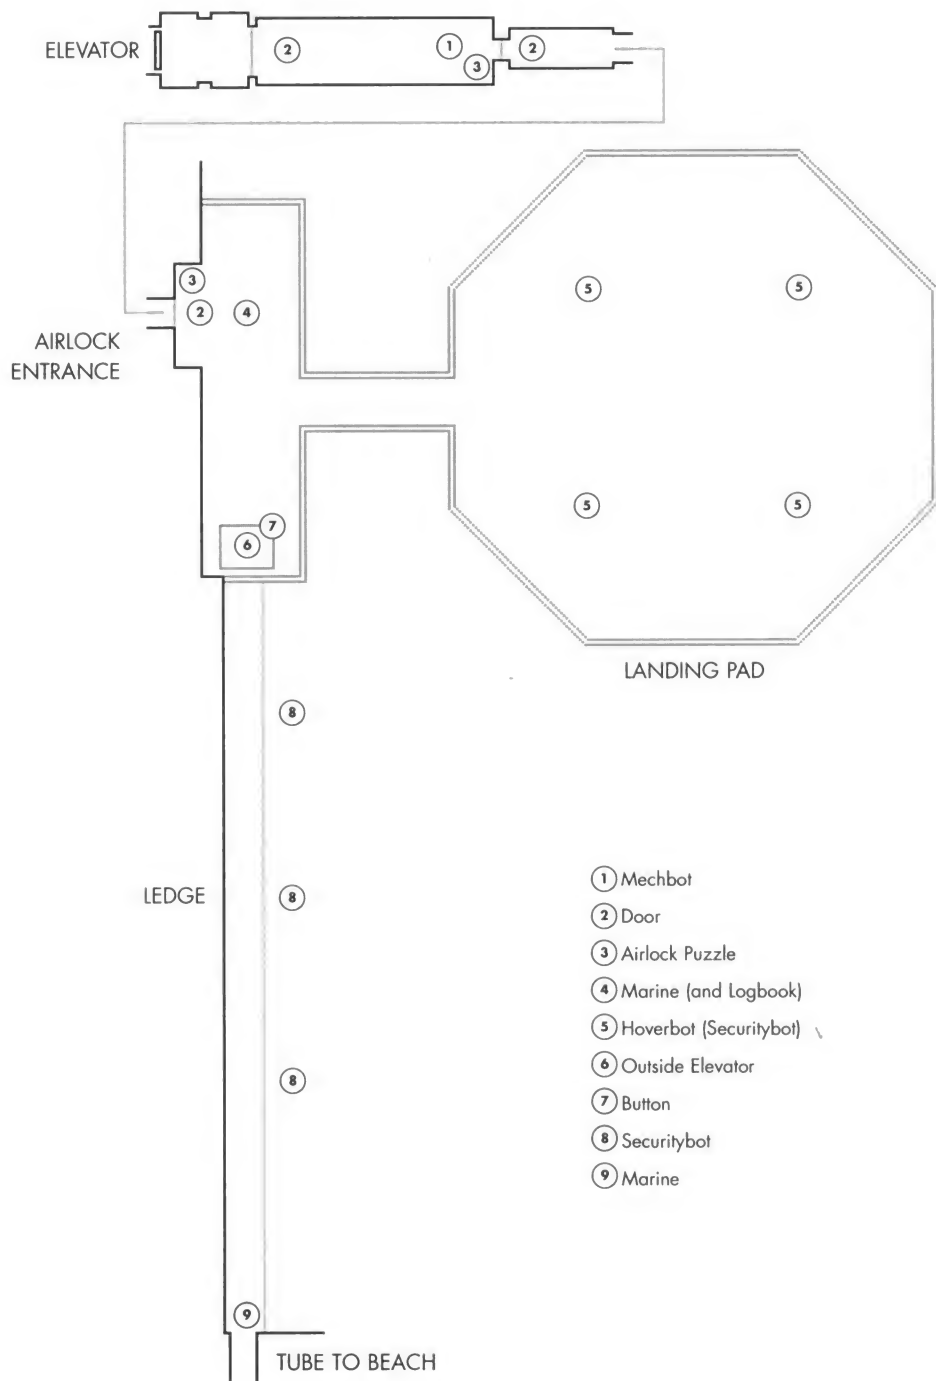 ELEVATOR
2
1
3
2
3
2
4
AIRLOCK
ENTRANCE
5
5
5
5
7
6
LANDING PAD
8
LEDGE
8
8
1 Mechbot
2 Door
3 Airlock Puzzle
4 Marine (and Logbook)
5 Hoverbot (Securitybot)
6 Outside Elevator
7 Button
8 Securitybot
9 Marine
9
TUBE TO BEACH